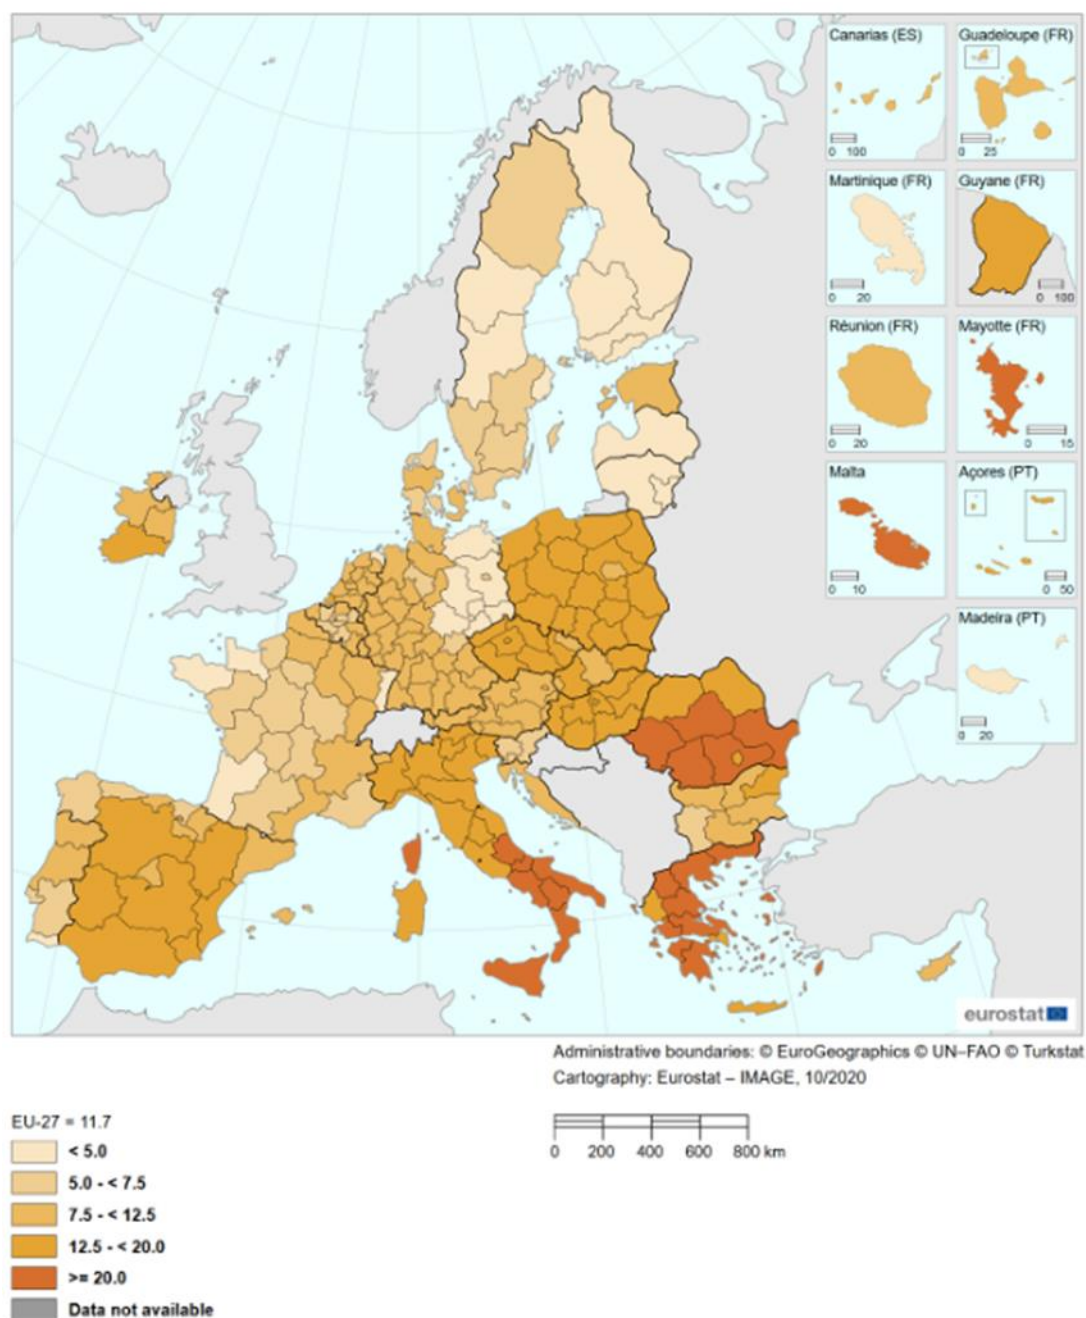 Canarias (ES)
0 100
Guadeloupe (FR)
0 25
Martinique (FR)
0 20
Guyane (FR)
0 100
Réunion (FR)
0 20
Mayotte (FR)
0 15
Malta
0 10
Açores (PT)
0 50
Madeira (PT)
0 20
eurostat
Administrative boundaries: © EuroGeographics © UN–FAO © Turkstat
Cartography: Eurostat – IMAGE, 10/2020
0 200 400 600 800 km
EU-27 = 11.7
< 5.0
5.0 - < 7.5
7.5 - < 12.5
12.5 - < 20.0
>= 20.0
Data not available